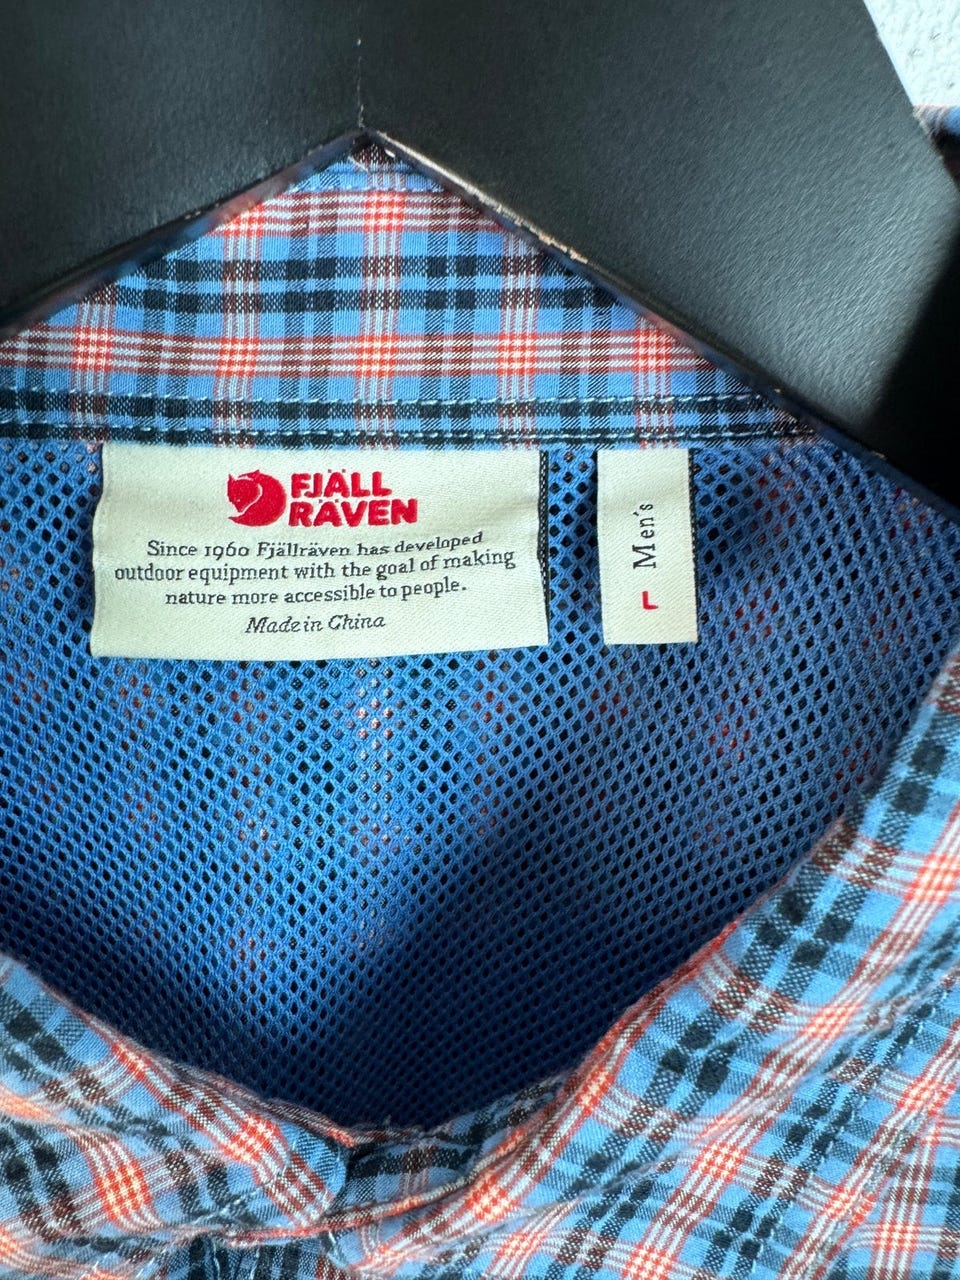 FJÄLL
RÄVEN
Since 1960 Fjällräven has developed
outdoor equipment with the goal of making
nature more accessible to people.
Made in China
Men's
L